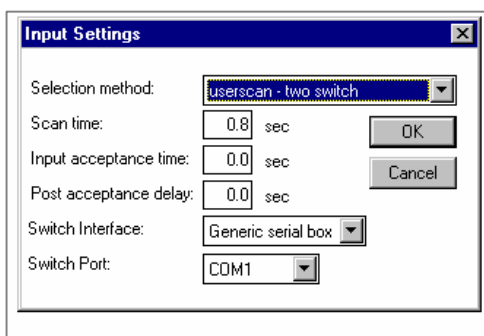 Input Settings
Selection method: userscan - two switch
Scan time: 0.8 sec OK
Input acceptance time: 0.0 sec Cancel
Post acceptance delay: 0.0 sec
Switch Interface: Generic serial box
Switch Port: COM1